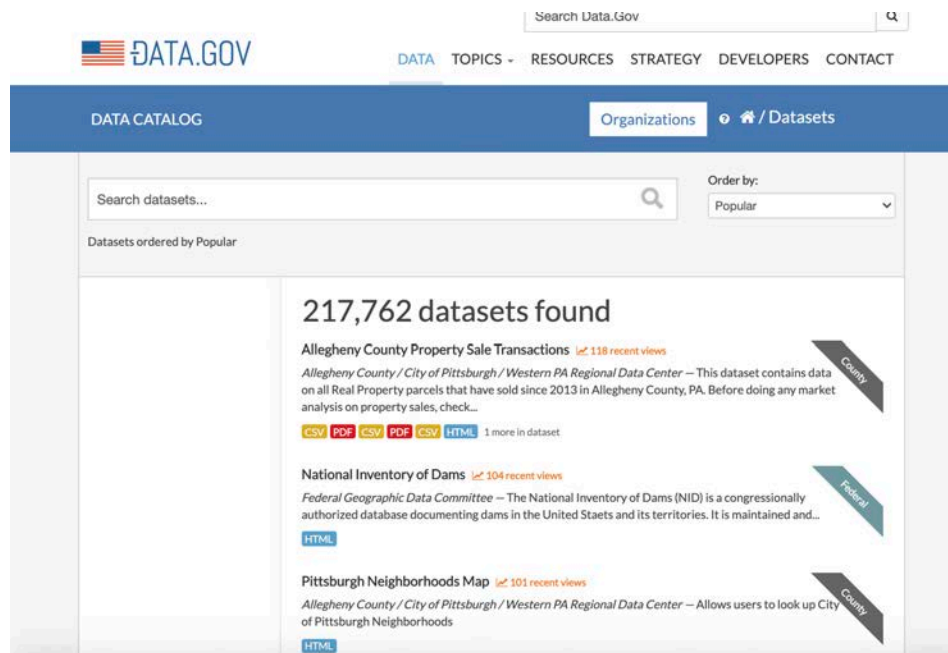 Search Data.Gov
DATA.GOV
DATA TOPICS RESOURCES STRATEGY DEVELOPERS CONTACT
DATA CATALOG
Organizations
/ Datasets
Search datasets...
Order by:
Popular
Datasets ordered by Popular
217,762 datasets found
Allegheny County Property Sale Transactions 118 recent views
County
Allegheny County / City of Pittsburgh / Western PA Regional Data Center — This dataset contains data
on all Real Property parcels that have sold since 2013 in Allegheny County, PA. Before doing any market
analysis on property sales, check...
CSV PDF CSV PDF CSV HTML 1 more in dataset
National Inventory of Dams 104 recent views
Federal
Federal Geographic Data Committee — The National Inventory of Dams (NID) is a congressionally
authorized database documenting dams in the United Staets and its territories. It is maintained and...
HTML
Pittsburgh Neighborhoods Map 101 recent views
County
Allegheny County / City of Pittsburgh / Western PA Regional Data Center — Allows users to look up City
of Pittsburgh Neighborhoods
HTML